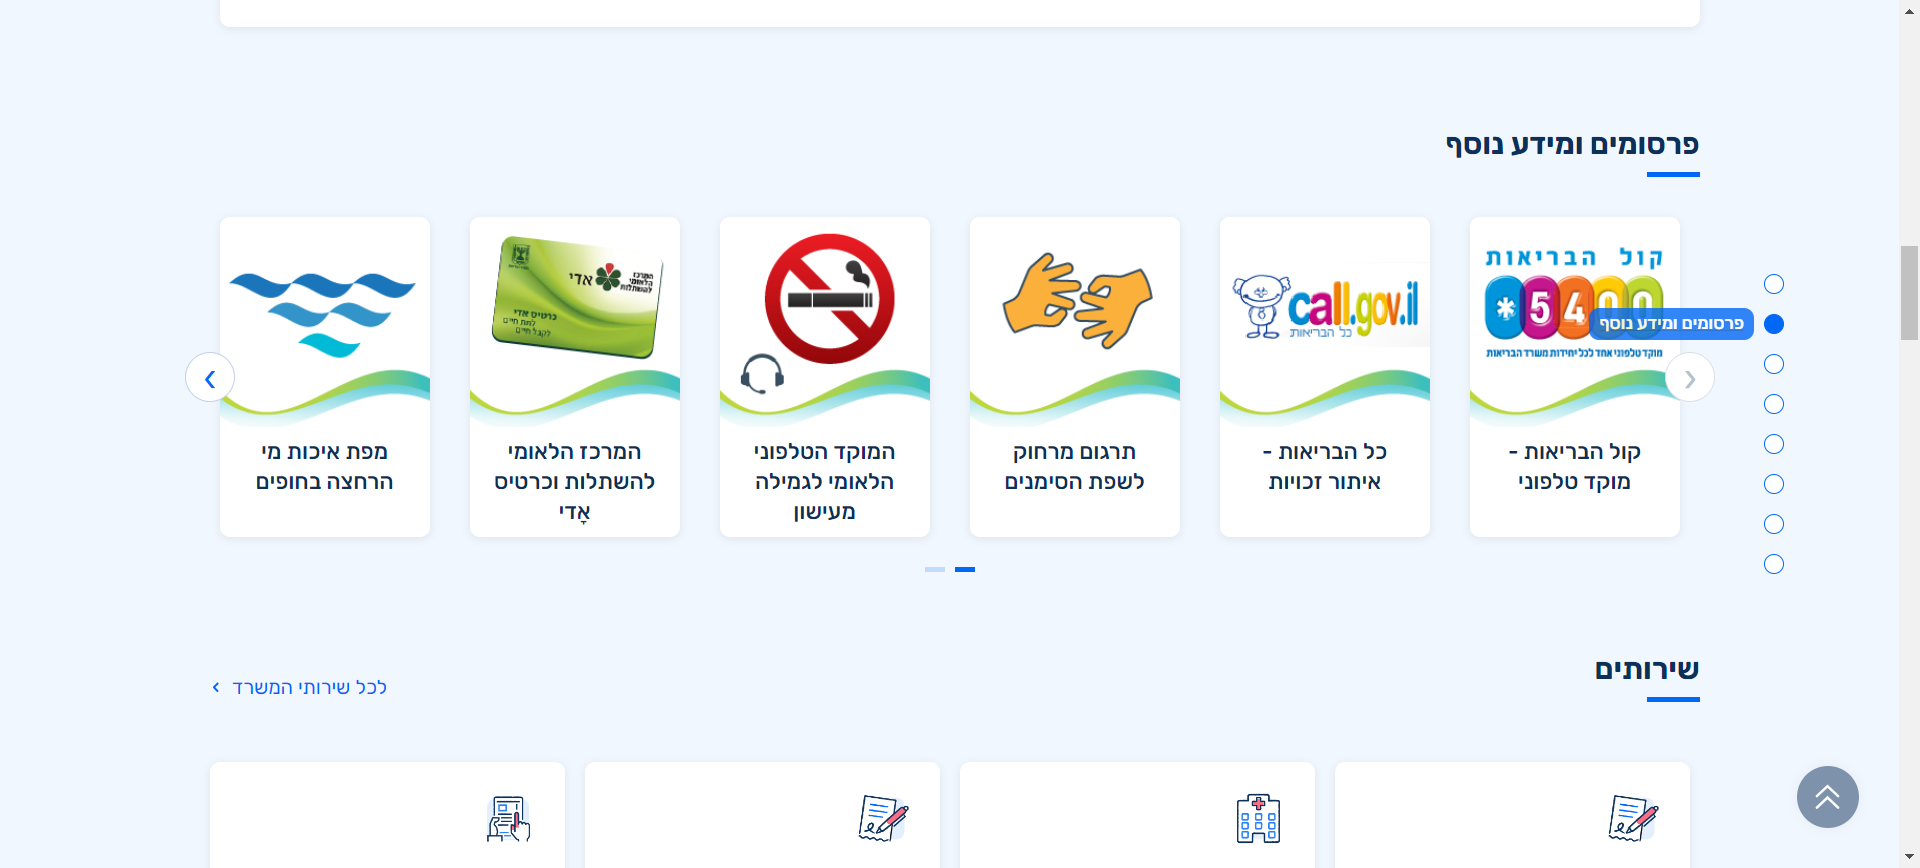 פרסומים ומידע נוסף
קול הבריאות
*5400
מוקד טלפוני אחד לכל יחידות משרד הבריאות
קול הבריאות -
מוקד טלפוני
call.gov.il
כל הבריאות
כל הבריאות -
איתור זכויות
תרגום מרחוק
לשפת הסימנים
המוקד הטלפוני
הלאומי לגמילה
מעישון
המרכז
הלאומי
להשתלות
אדי
כרטיס אדי
לתת חיים
לקבל חיים
המרכז הלאומי
להשתלות וכרטיס
אָדי
מפת איכות מי
הרחצה בחופים
פרסומים ומידע נוסף
שירותים
לכל שירותי המשרד